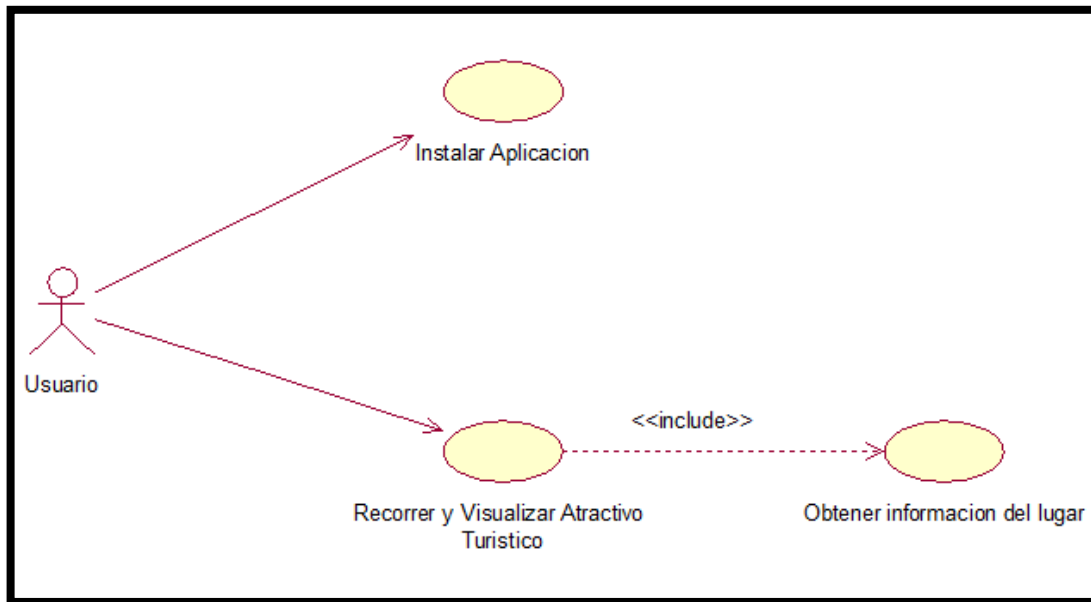 Instalar Aplicacion
Usuario
<<include>>
Recorrer y Visualizar Atractivo
Turistico
Obtener informacion del lugar